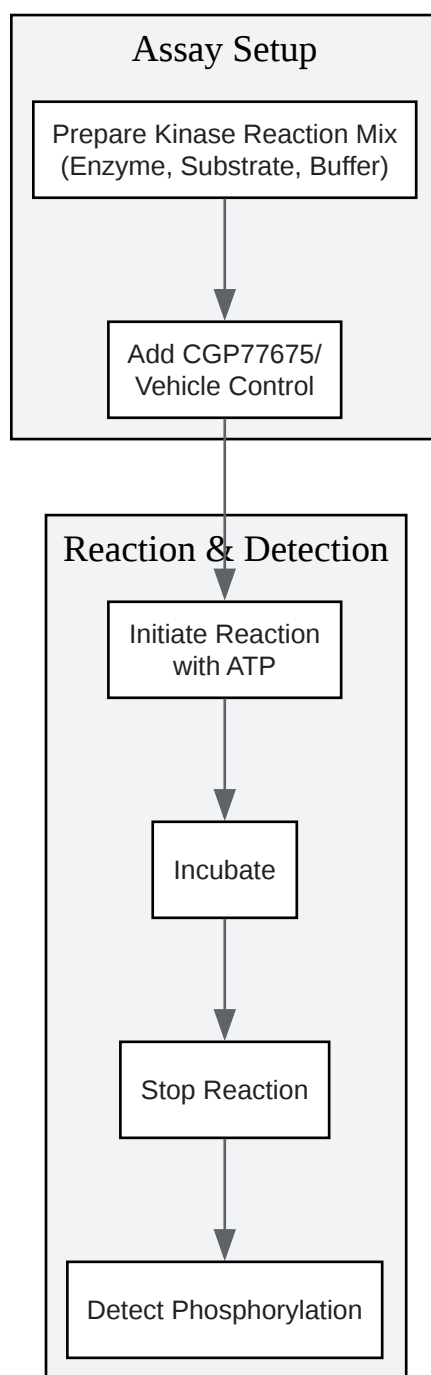 Assay Setup
Prepare Kinase Reaction Mix
(Enzyme, Substrate, Buffer)
Add CGP77675/
Vehicle Control
Reaction & Detection
Initiate Reaction
with ATP
Incubate
Stop Reaction
Detect Phosphorylation